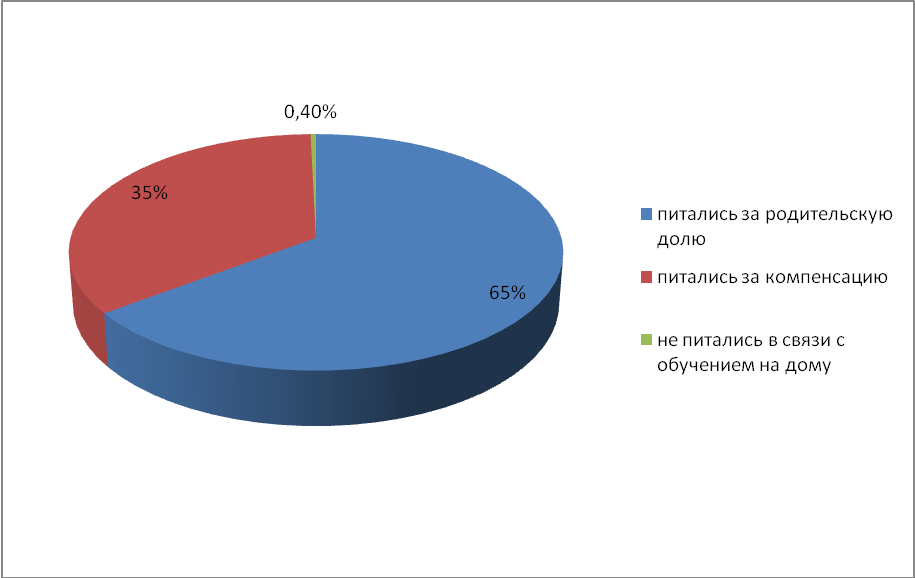 0,40%
35%
65%
питались за родительскую
долю
питались за компенсацию
не питались в связи с
обучением на дому